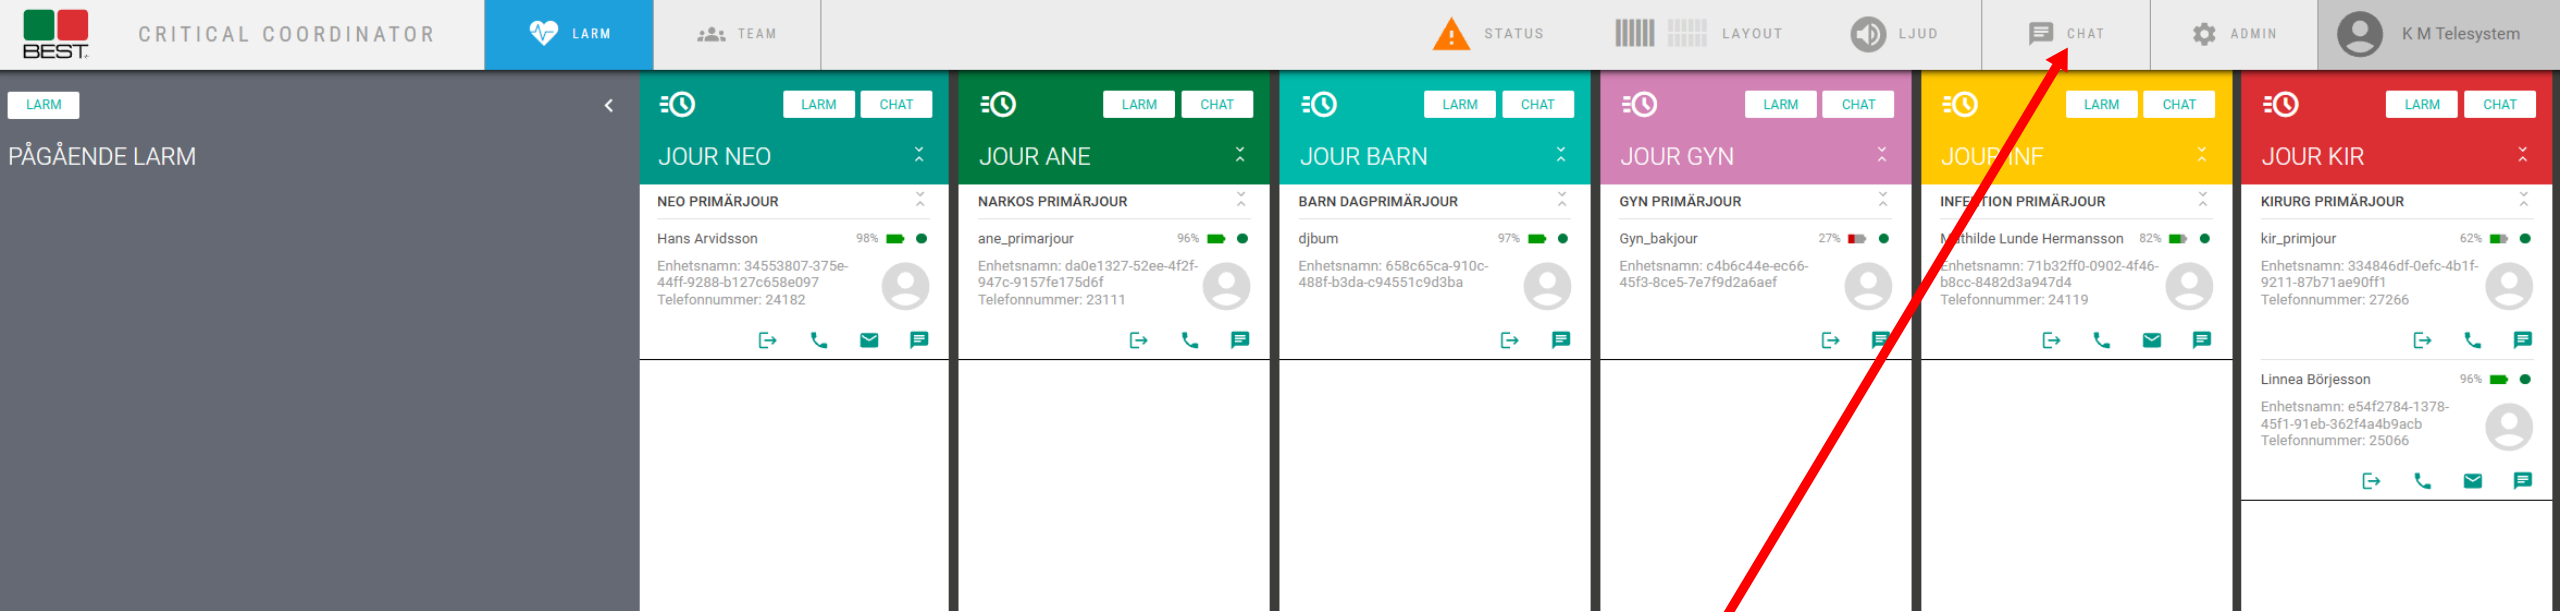 BEST
CRITICAL COORDINATOR
LARM
TEAM
STATUS
LAYOUT
LJUD
CHAT
ADMIN
K M Telesystem
LARM
PÅGÅENDE LARM
LARM CHAT
JOUR NEO
NEO PRIMÄRJOUR
Hans Arvidsson 98%
Enhetsnamn: 34553807-375e-
44ff-9288-b127c658e097
Telefonnummer: 24182
LARM CHAT
JOUR ANE
NARKOS PRIMÄRJOUR
ane_primarjour 96%
Enhetsnamn: da0e1327-52ee-4f2f-
947c-9157fe175d6f
Telefonnummer: 23111
LARM CHAT
JOUR BARN
BARN DAGPRIMÄRJOUR
djbum 97%
Enhetsnamn: 658c65ca-910c-
488f-b3da-c94551c9d3ba
LARM CHAT
JOUR GYN
GYN PRIMÄRJOUR
Gyn_bakjour 27%
Enhetsnamn: c4b6c44e-ec66-
45f3-8ce5-7e7f9d2a6aef
LARM CHAT
JOUR INF
INFEKTION PRIMÄRJOUR
Mathilde Lunde Hermansson 82%
Enhetsnamn: 71b32ff0-0902-4f46-
b8cc-8482d3a947d4
Telefonnummer: 24119
LARM CHAT
JOUR KIR
KIRURG PRIMÄRJOUR
kir_primjour 62%
Enhetsnamn: 334846df-0efc-4b1f-
9211-87b71ae90ff1
Telefonnummer: 27266
Linnea Börjesson 96%
Enhetsnamn: e54f2784-1378-
45f1-91eb-362f4a4b9acb
Telefonnummer: 25066